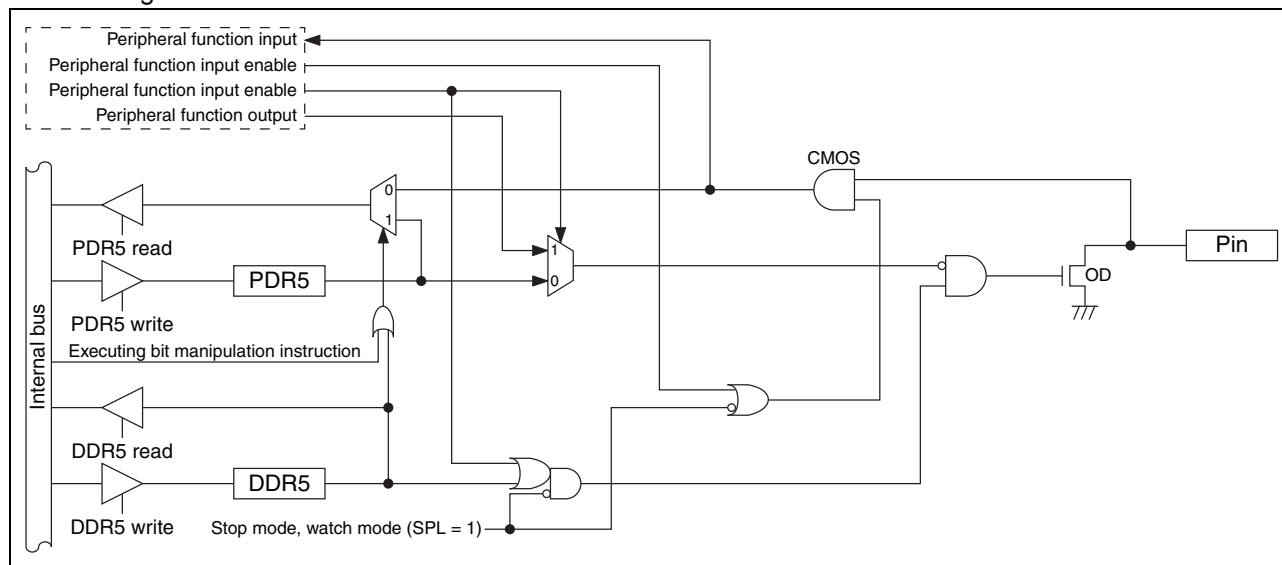 Peripheral function input
Peripheral function input enable
Peripheral function input enable
Peripheral function output
CMOS
0
1
PDR5 read
1
0
Pin
OD
PDR5
PDR5 write
Internal bus
Executing bit manipulation instruction
DDR5 read
DDR5
DDR5 write
Stop mode, watch mode (SPL = 1)